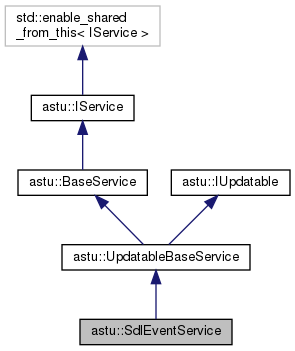 std::enable_shared
_from_this< IService >
astu::IService
astu::BaseService
astu::IUpdatable
astu::UpdatableBaseService
astu::SdlEventService